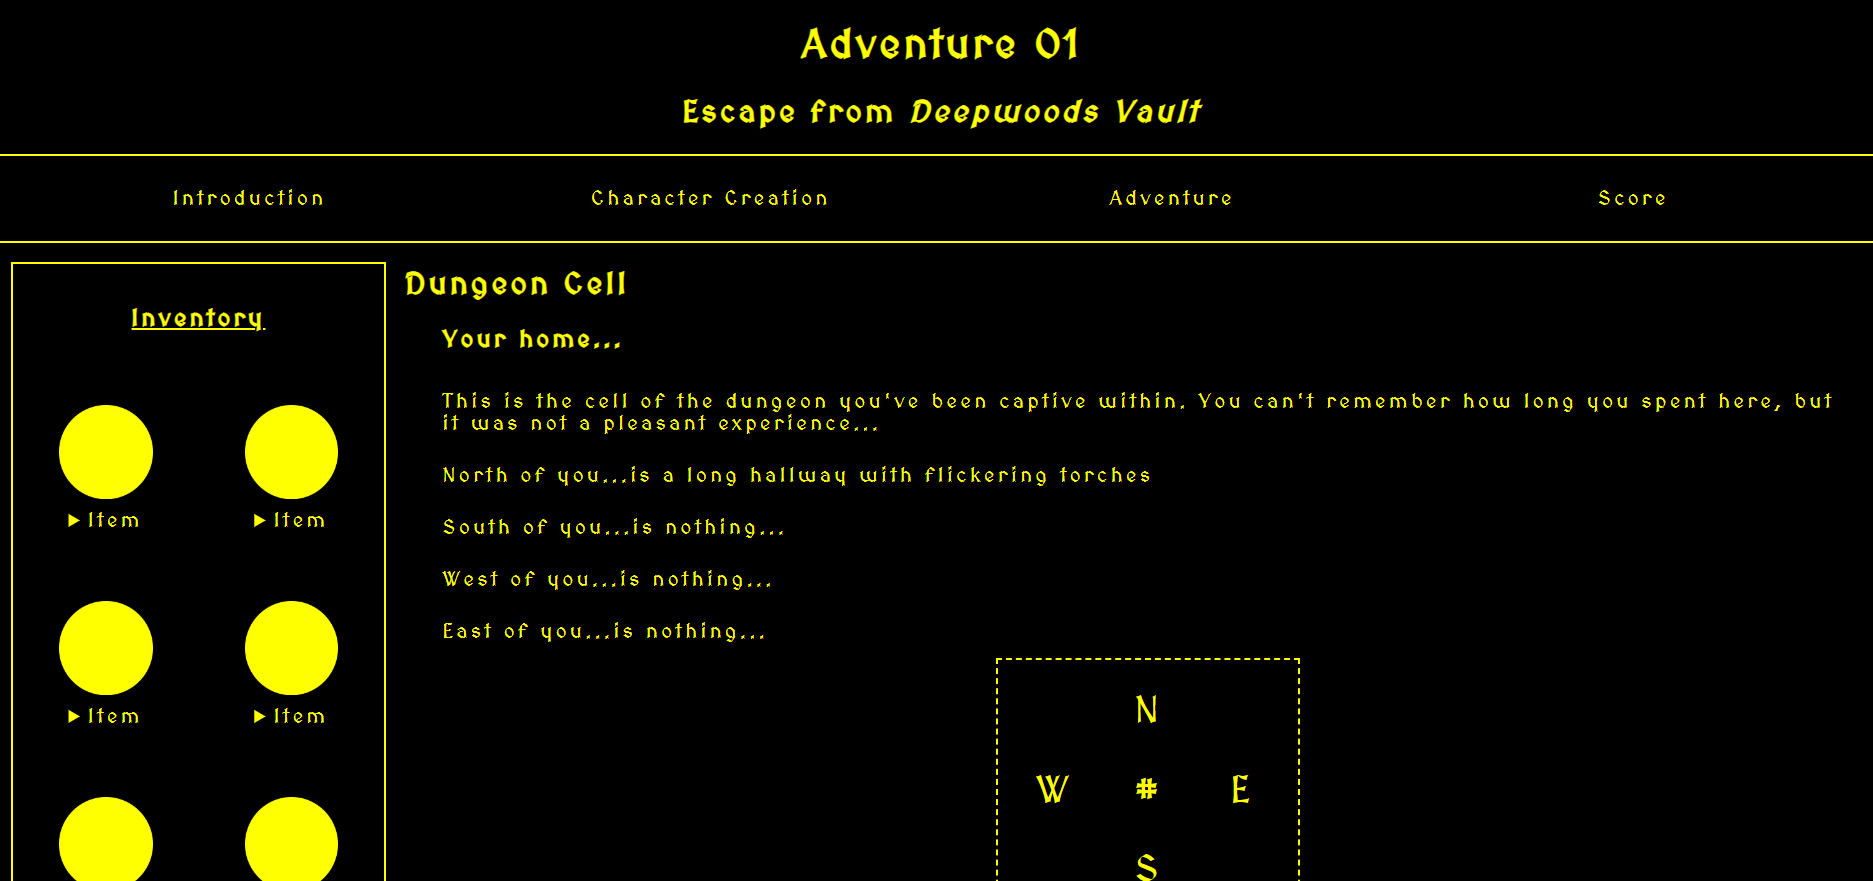 Adventure 01
Escape from Deepwoods Vault
Introduction Character Creation Adventure Score
Inventory
Item Item
Item Item
Dungeon Cell
Your home...
This is the cell of the dungeon you've been captive within. You can't remember how long you spent here, but
it was not a pleasant experience...
North of you...is a long hallway with flickering torches
South of you...is nothing...
West of you...is nothing...
East of you...is nothing...
N
W # E
S